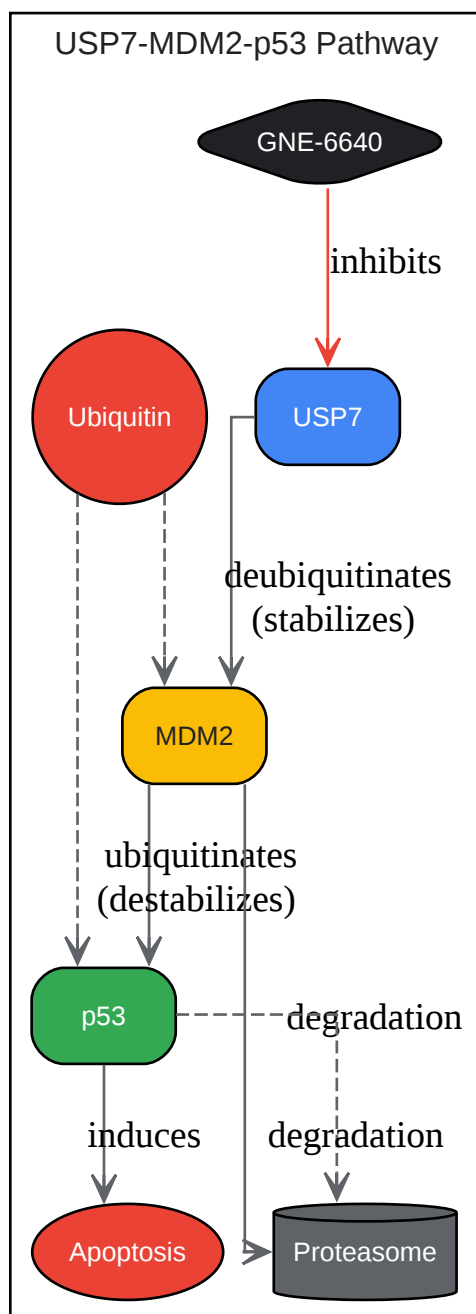 USP7-MDM2-p53 Pathway
GNE-6640
inhibits
Ubiquitin
USP7
deubiquitinates
(stabilizes)
MDM2
ubiquitinates
(destabilizes)
p53
degradation
induces
degradation
Apoptosis
Proteasome